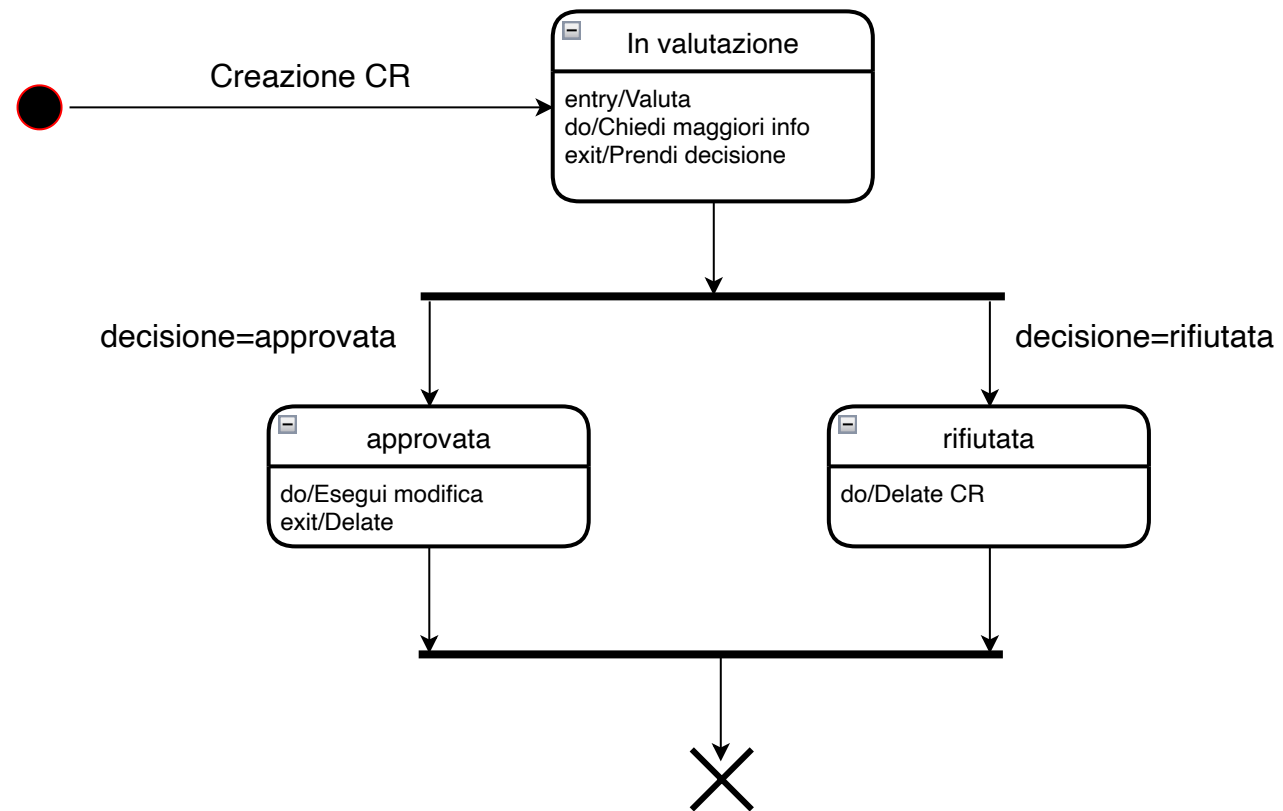 In valutazione
Creazione CR
entry/Valuta
do/Chiedi maggiori info
exit/Prendi decisione
decisione=approvata
decisione=rifiutata
approvata
do/Esegui modifica
exit/Delate
rifiutata
do/Delate CR